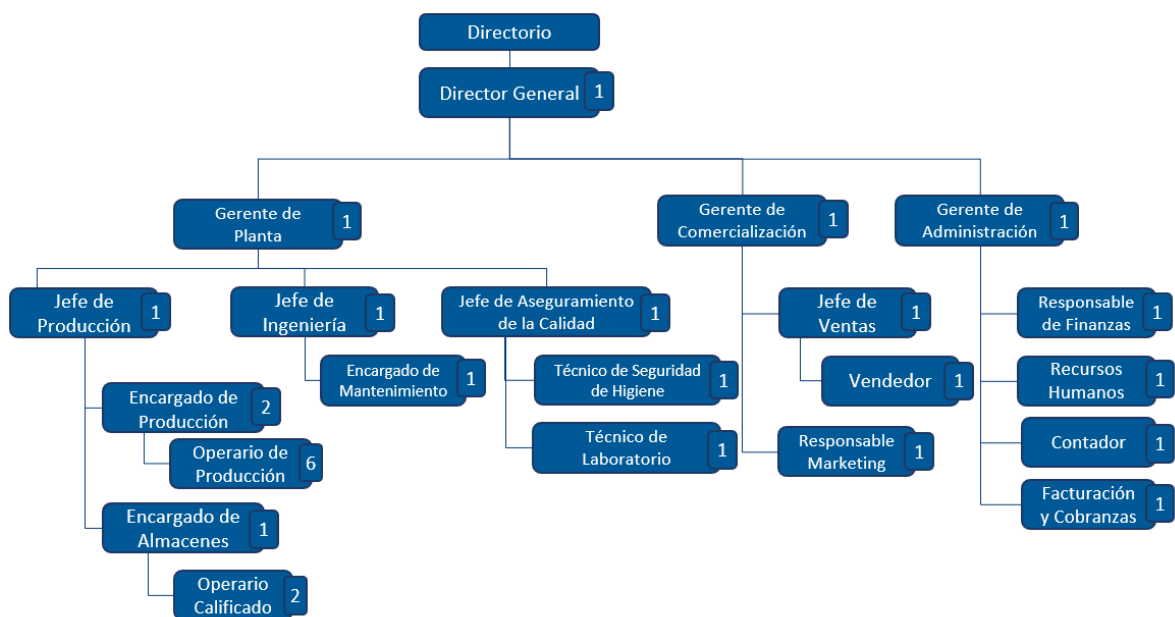 Directorio
Director General 1
Gerente de
Planta
1
Gerente de
Comercialización
1
Gerente de
Administración
1
Jefe de
Producción
1
Jefe de
Ingeniería
1
Jefe de Aseguramiento
de la Calidad
1
Jefe de
Ventas
1
Responsable
de Finanzas
1
Encargado de
Mantenimiento
1
Técnico de Seguridad
de Higiene
1
Vendedor 1
Recursos
Humanos
1
Encargado de
Producción
2
Operario de
Producción
6
Técnico de
Laboratorio
1
Responsable
Marketing
1
Contador 1
Encargado de
Almacenes
1
Facturación
y Cobranzas
1
Operario
Calificado
2